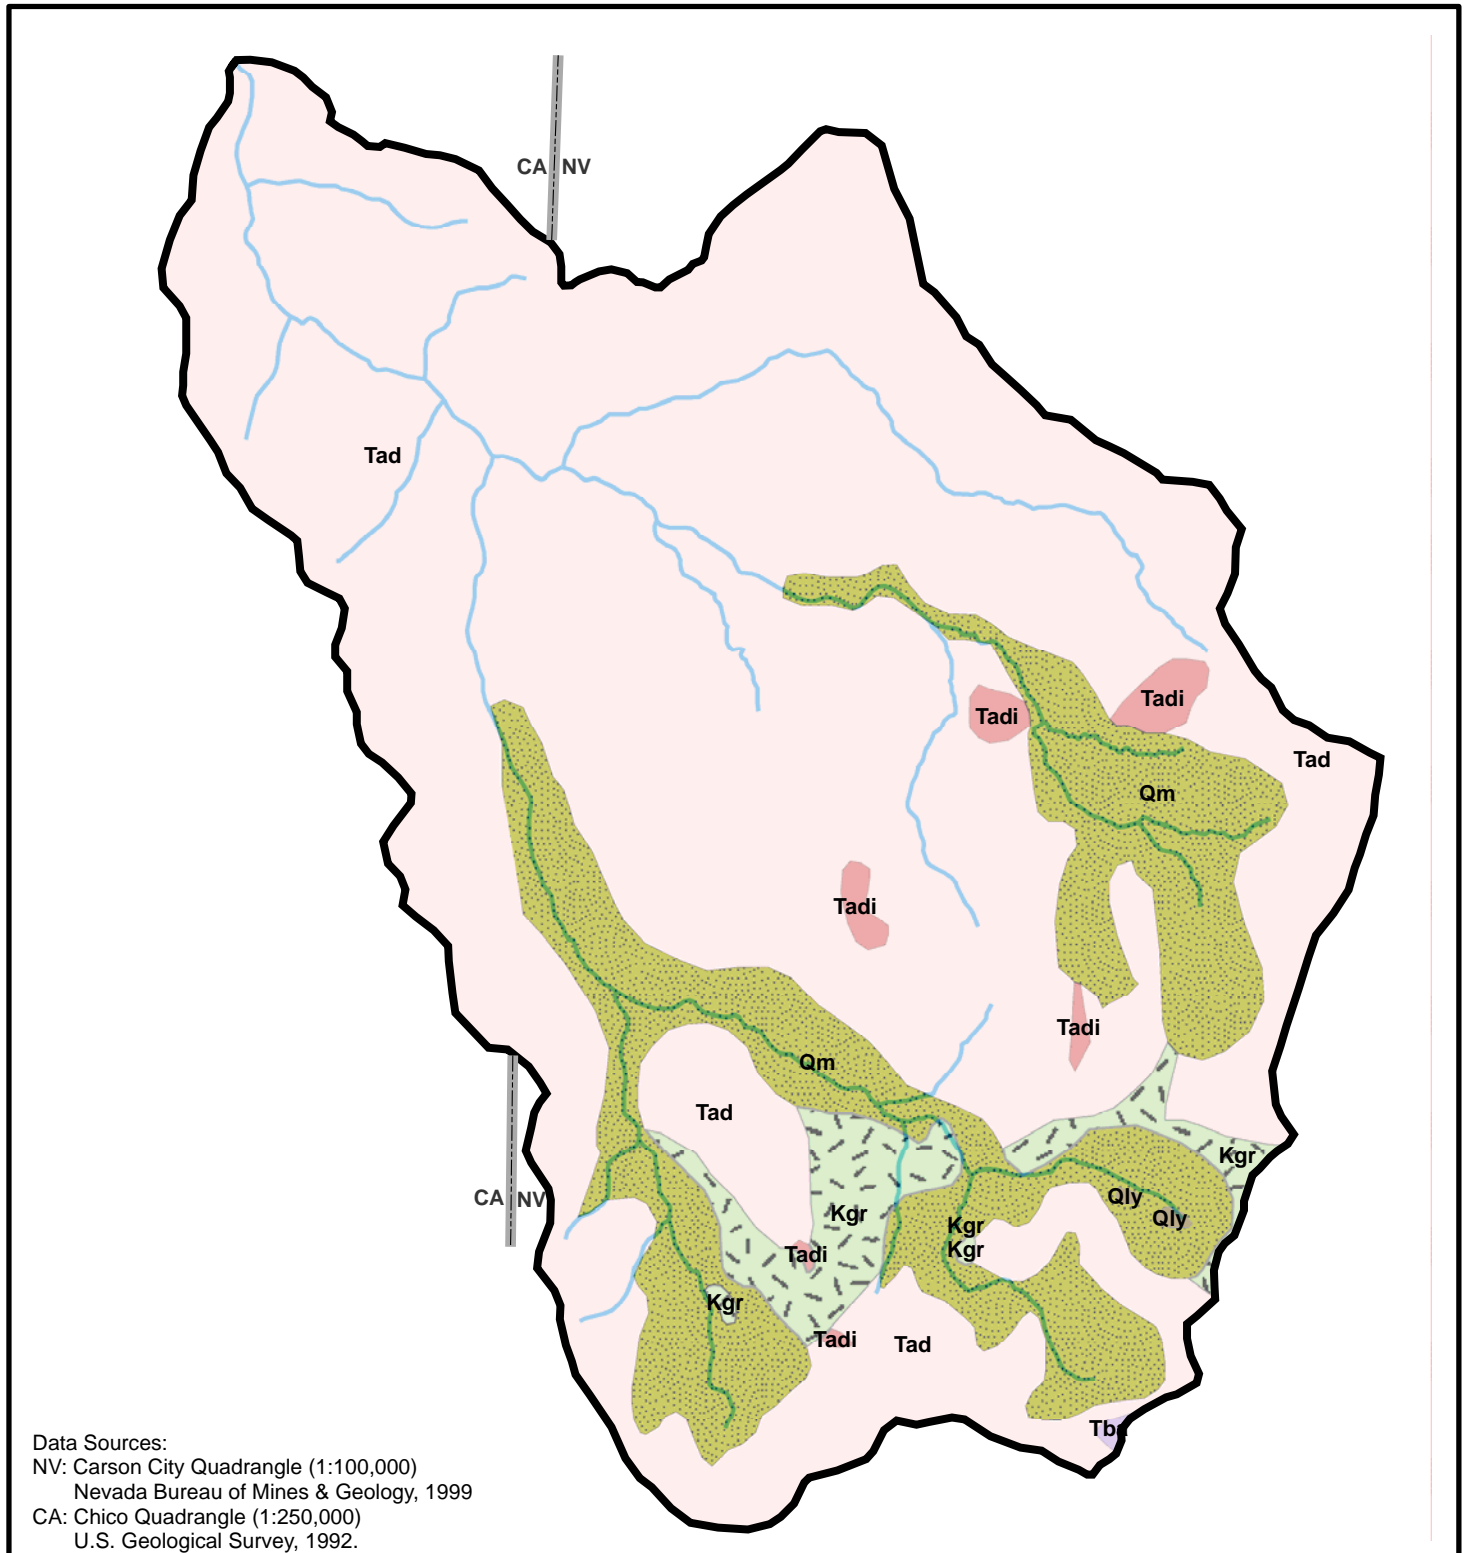 CA NV
Tad
Tadi
Tadi
Tad
Qm
Tadi
Tadi
Qm
Tad
Kgr
CA NV
Qly
Qly
Kgr
Kgr
Kgr
Tadi
Kgr
Tadi
Tad
Tba
Data Sources:
NV: Carson City Quadrangle (1:100,000)
Nevada Bureau of Mines & Geology, 1999
CA: Chico Quadrangle (1:250,000)
U.S. Geological Survey, 1992.